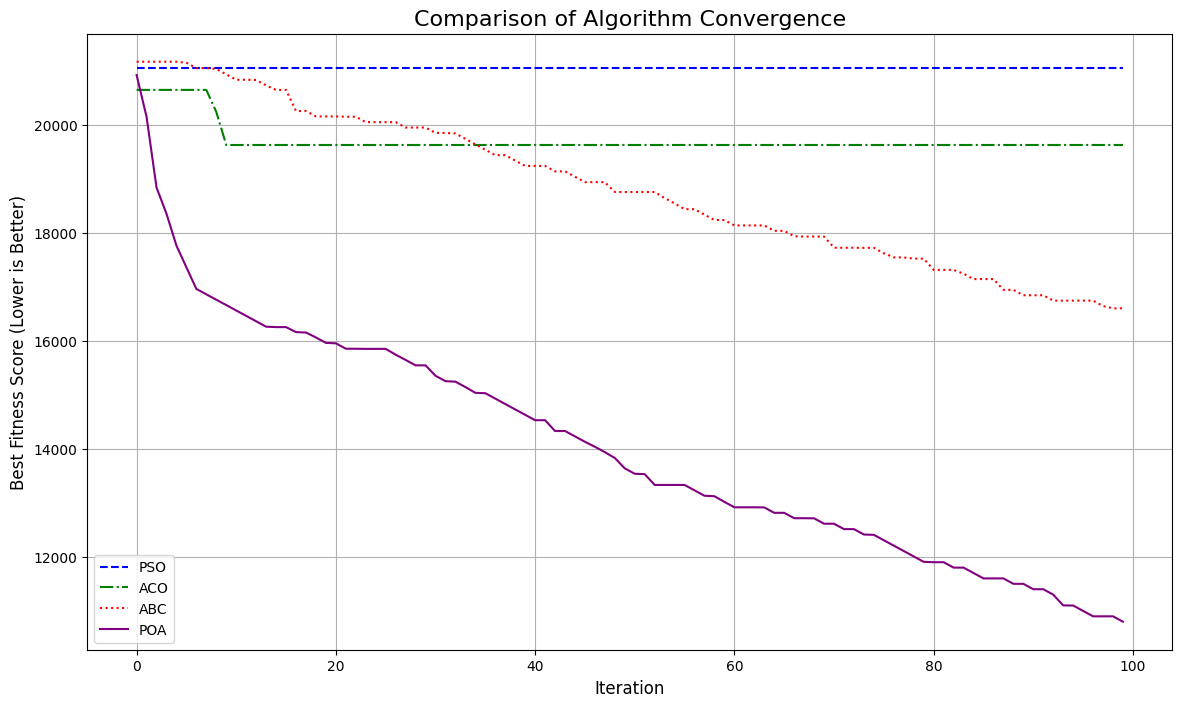 Comparison of Algorithm Convergence
Best Fitness Score (Lower is Better)
20000
18000
16000
14000
12000
PSO
ACO
ABC
POA
0
20
40
60
80
100
Iteration